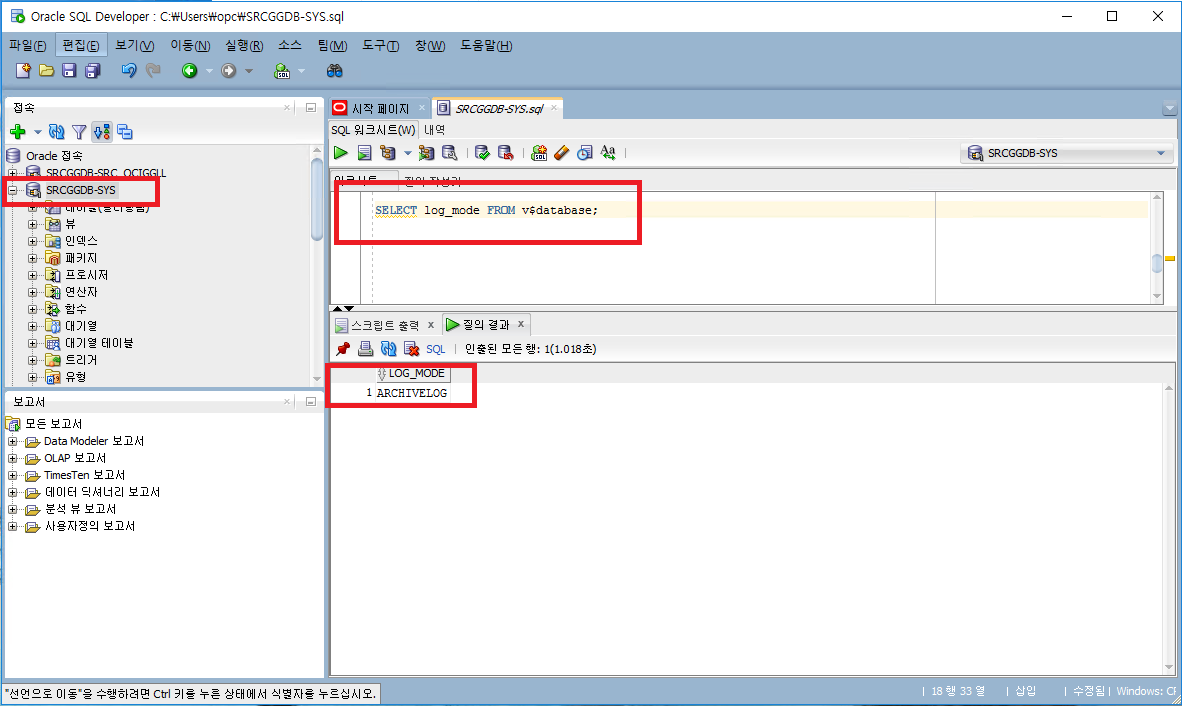 Oracle SQL Developer : C:₩Users₩opc₩SRCGGDB-SYS.sql
파일(F) 편집(E) 보기(V) 이동(N) 실행(R) 소스 팀(M) 도구(T) 창(W) 도움말(H)
접속
Oracle 접속
SRCGGDB-SRC_OCIGGLL
SRCGGDB-SYS
테이블(필터링됨)
뷰
인덱스
패키지
프로시저
연산자
함수
대기열
대기열 테이블
트리거
유형
보고서
모든 보고서
Data Modeler 보고서
OLAP 보고서
TimesTen 보고서
데이터 딕셔너리 보고서
분석 뷰 보고서
사용자정의 보고서
시작 페이지 SRCGGDB-SYS.sql
SQL 워크시트(W) 내역
SRCGGDB-SYS
워크시트 질의 작성기
SELECT log_mode FROM v$database;
스크립트 출력 x 질의 결과 x
SQL | 인출된 모든 행: 1(1.018초)
LOG_MODE
1 ARCHIVELOG
"선언으로 이동"을 수행하려면 Ctrl 키를 누른 상태에서 식별자를 누르십시오.
| 18 행 33 열 | 삽입 | 수정됨 | Windows: CF